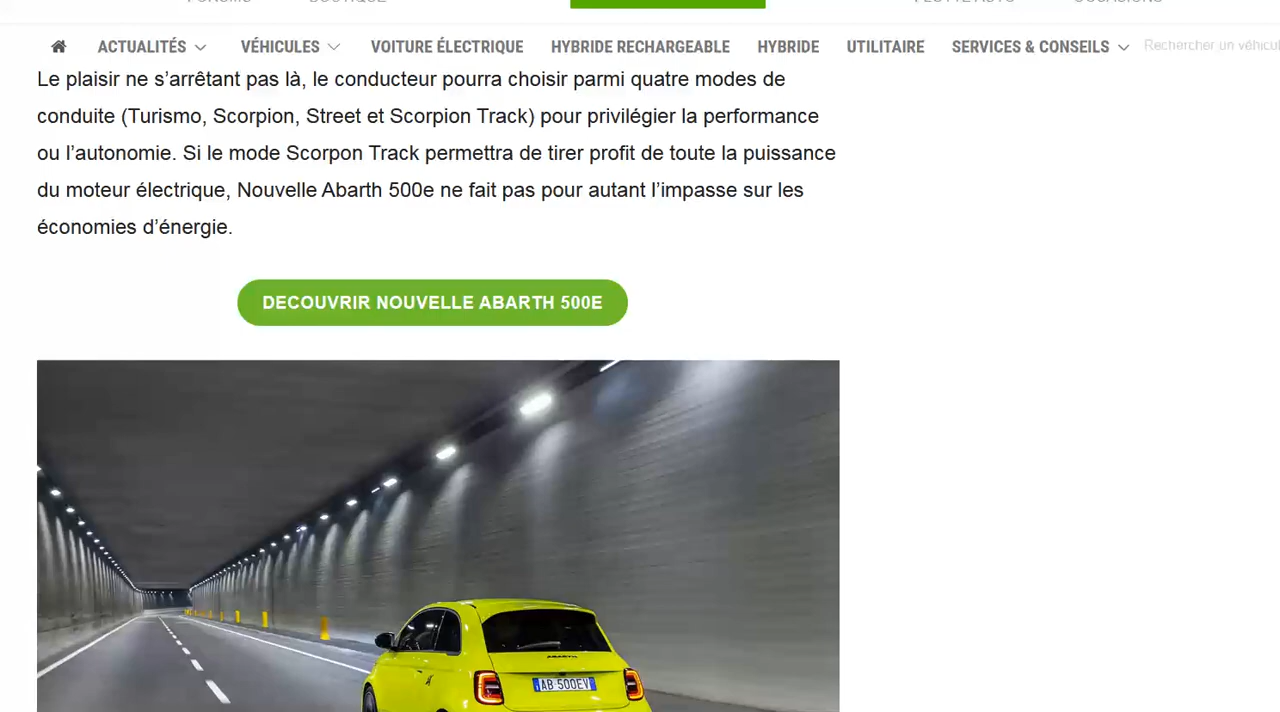 ACTUALITÉS VÉHICULES VOITURE ÉLECTRIQUE HYBRIDE RECHARGEABLE HYBRIDE UTILITAIRE SERVICES & CONSEILS Rechercher un véhicul
Le plaisir ne s’arrêtant pas là, le conducteur pourra choisir parmi quatre modes de
conduite (Turismo, Scorpion, Street et Scorpion Track) pour privilégier la performance
ou l’autonomie. Si le mode Scorpon Track permettra de tirer profit de toute la puissance
du moteur électrique, Nouvelle Abarth 500e ne fait pas pour autant l’impasse sur les
économies d’énergie.
DECOUVRIR NOUVELLE ABARTH 500E
ABARTH
AB 500EV